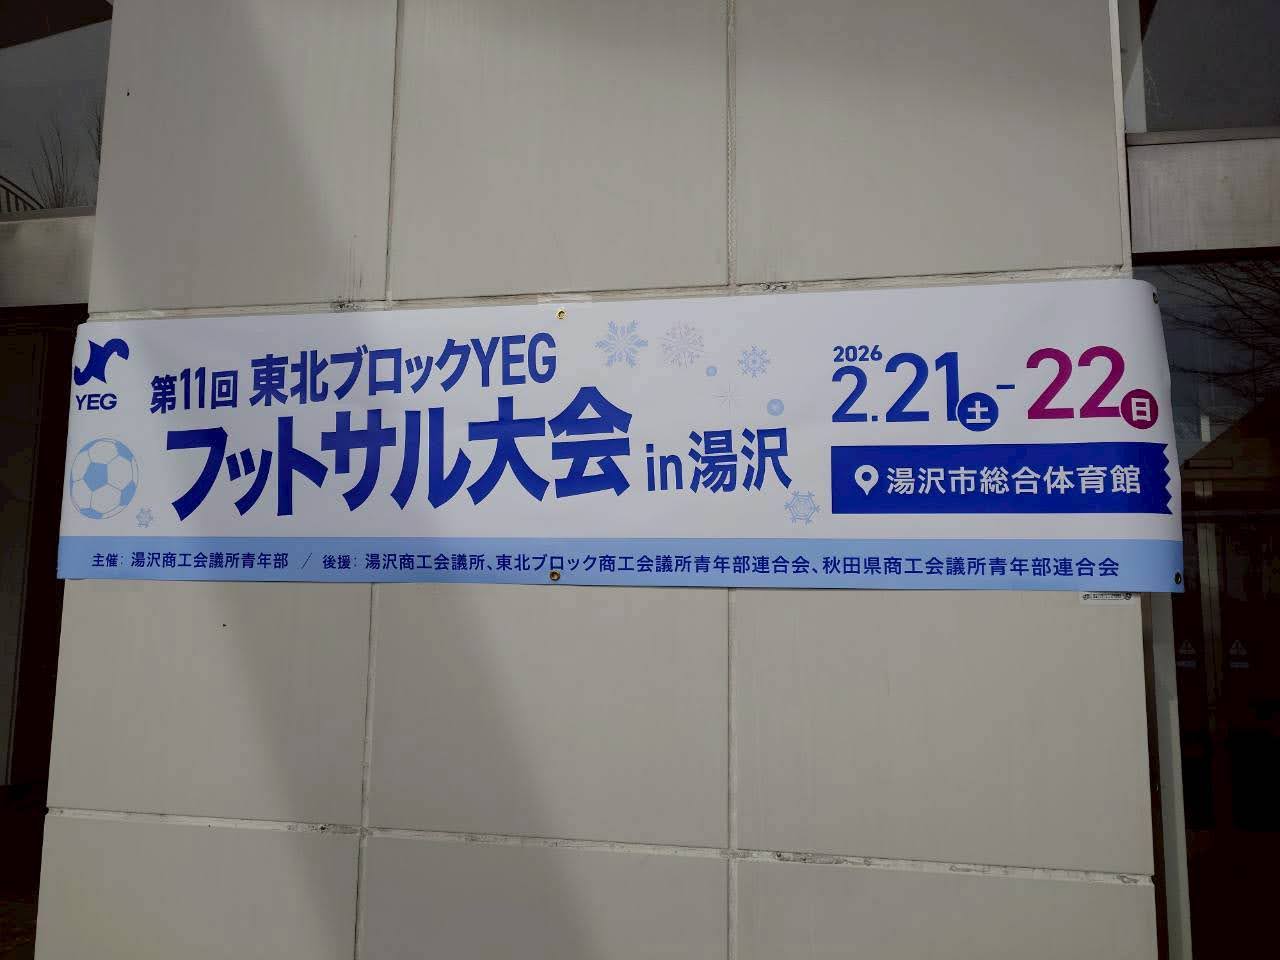 YEG
第11回 東北ブロックYEG
フットサル大会 in 湯沢
2026
2.21土-22日
湯沢市総合体育館
主催:湯沢商工会議所青年部 / 後援:湯沢商工会議所、東北ブロック商工会議所青年部連合会、秋田県商工会議所青年部連合会